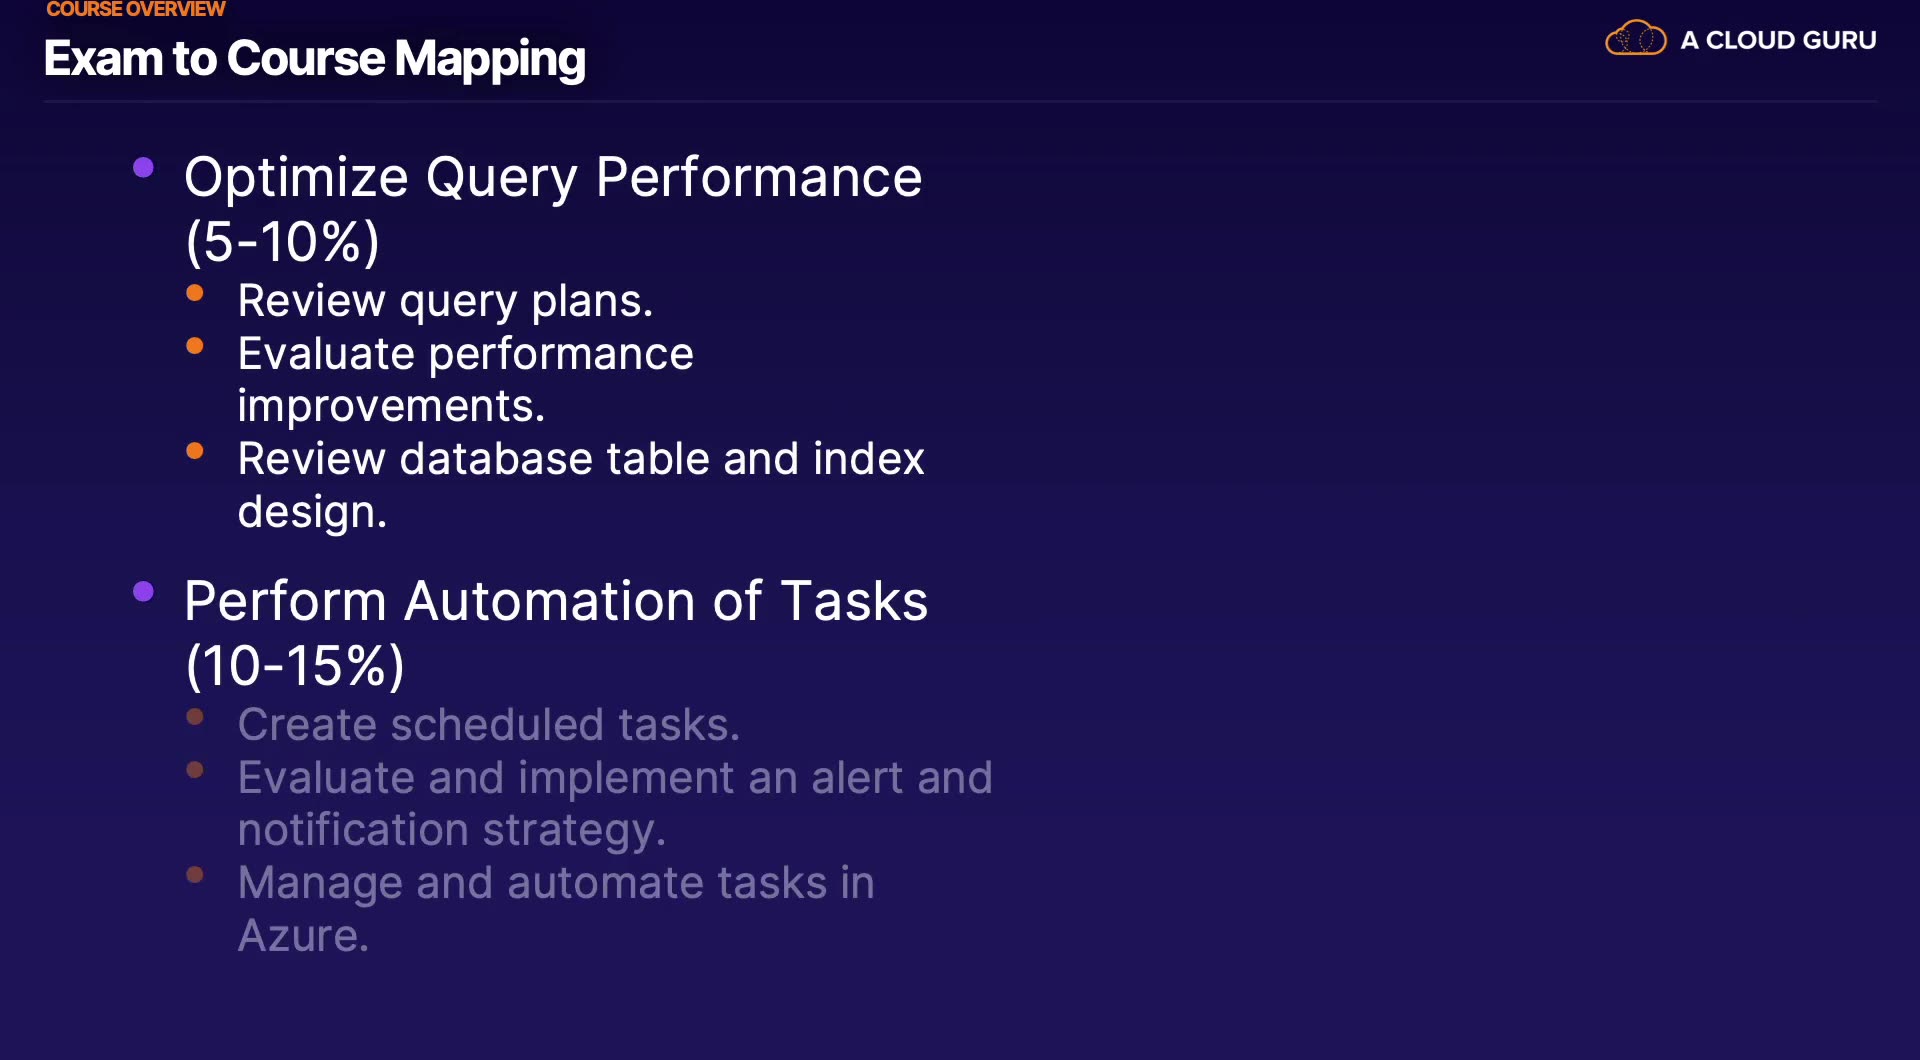 COURSE OVERVIEW
Exam to Course Mapping
A CLOUD GURU
Optimize Query Performance
(5-10%)
Review query plans.
Evaluate performance
improvements.
Review database table and index
design.
Perform Automation of Tasks
(10-15%)
Create scheduled tasks.
Evaluate and implement an alert and
notification strategy.
Manage and automate tasks in
Azure.